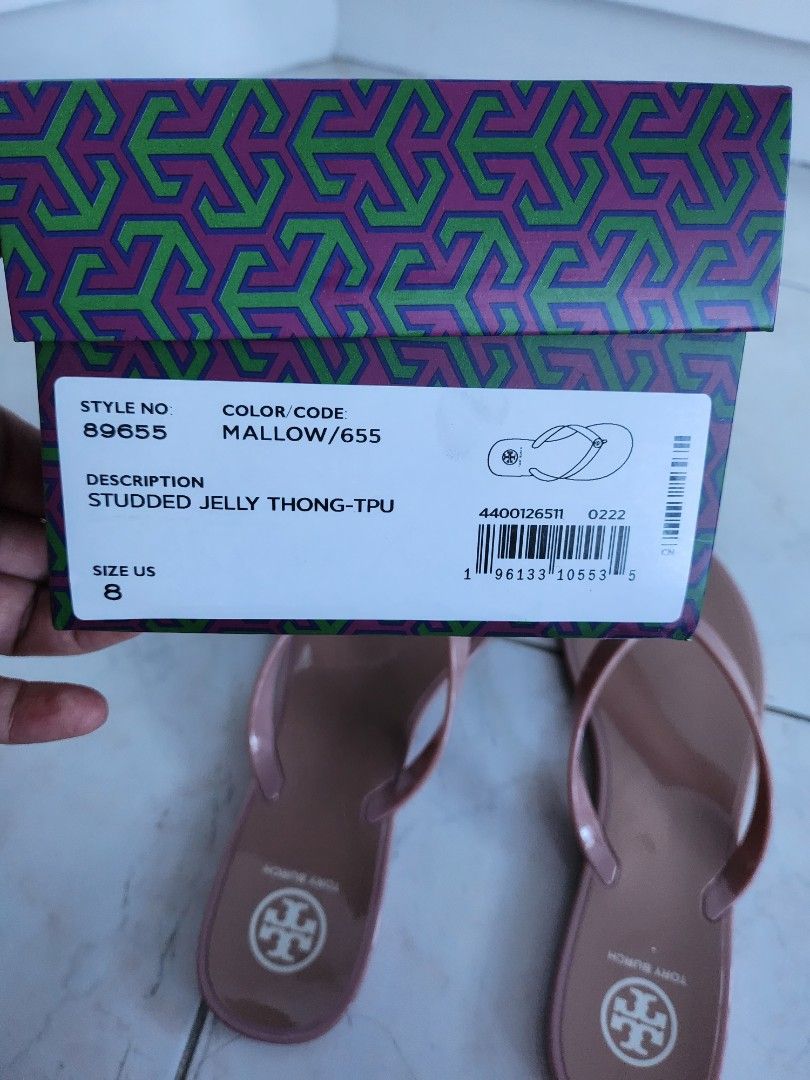 STYLE NO:
89655
COLOR/CODE:
MALLOW/655
DESCRIPTION
STUDDED JELLY THONG-TPU
SIZE US
8
4400126511 0222
1 96133 10553 5
CN
TORY BURCH
TORY BURCH